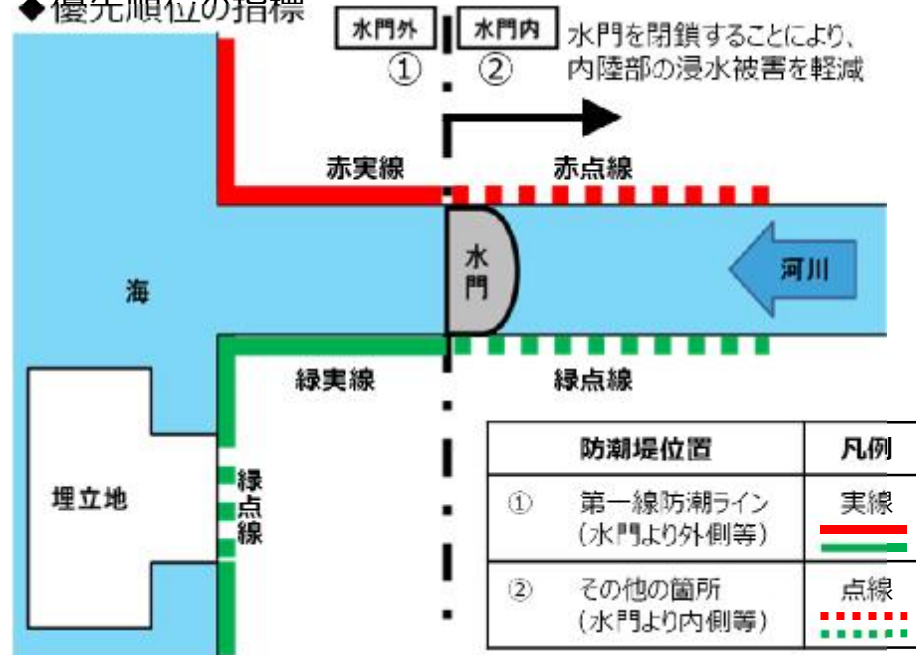 ◆優先順位の指標
水門外
水門内
①
②
水門を閉鎖することにより、
内陸部の浸水被害を軽減
赤実線
赤点線
海
水門
河川
緑実線
緑点線
埋立地
緑点線
防潮堤位置
凡例
① 第一線防潮ライン
(水門より外側等)
実線
② その他の箇所
(水門より内側等)
点線